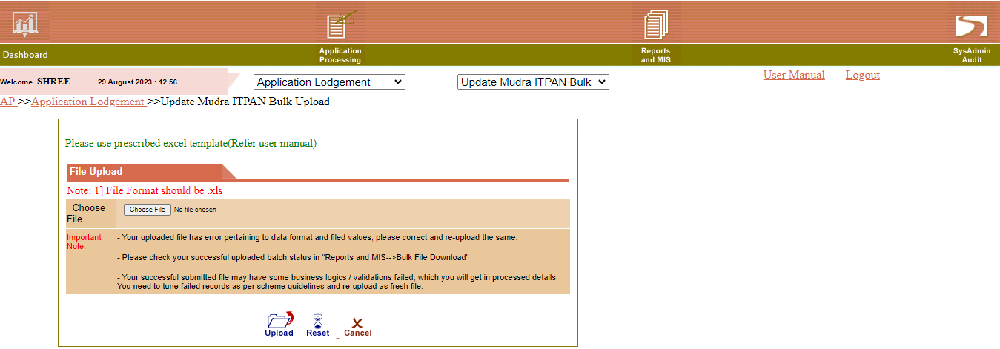 Dashboard
Application
Processing
Reports
and MIS
SysAdmin
Audit
Welcome SHREE 29 August 2023 : 12.56
Application Lodgement
Update Mudra ITPAN Bulk
User Manual Logout
AP >>Application Lodgement >>Update Mudra ITPAN Bulk Upload
Please use prescribed excel template(Refer user manual)
File Upload
Note: 1] File Format should be .xls
Choose
File
Choose File No file chosen
Important
Note:
- Your uploaded file has error pertaining to data format and filed values, please correct and re-upload the same.
- Please check your successful uploaded batch status in "Reports and MIS-->Bulk File Download"
- Your successful submitted file may have some business logics / validations failed, which you will get in processed details.
You need to tune failed records as per scheme guidelines and re-upload as fresh file.
Upload Reset Cancel